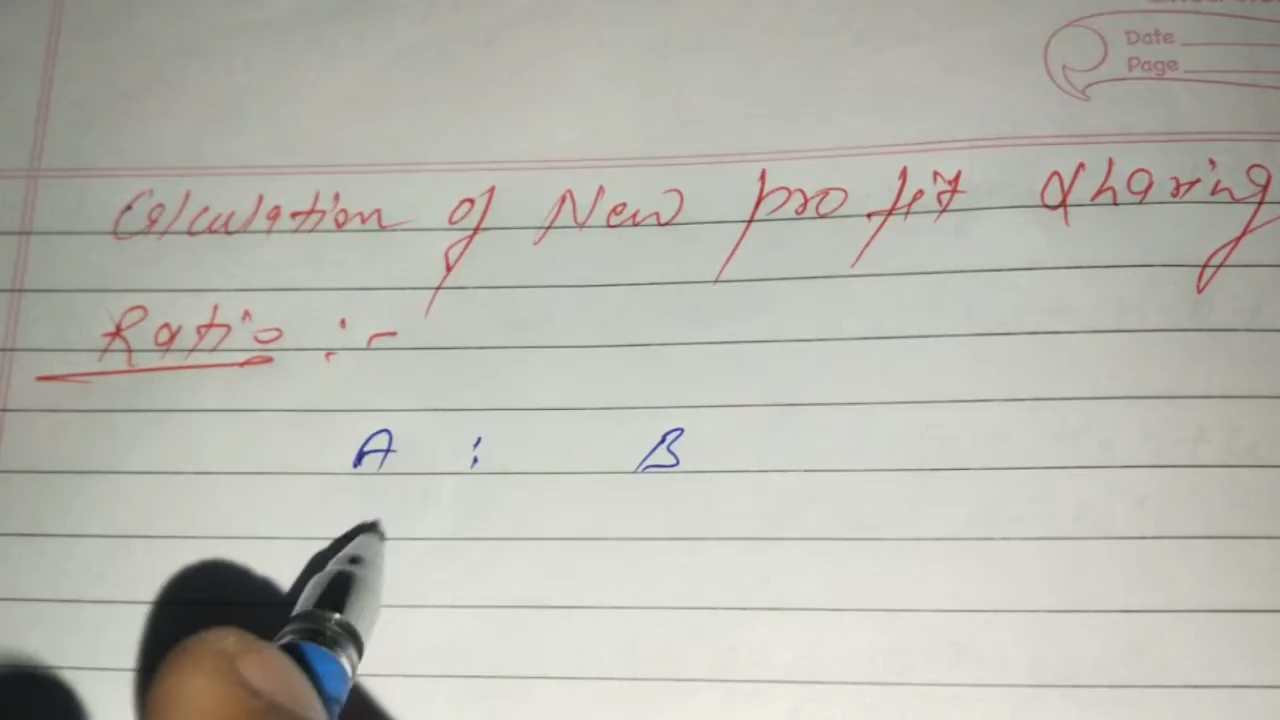 Date
Page
Calculation of New profit sharing
Ratio :-
A : B